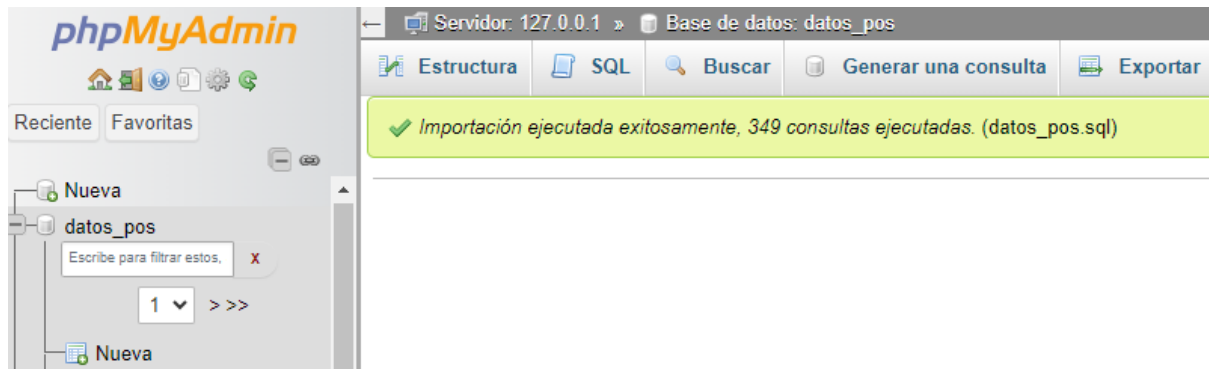 phpMyAdmin
Reciente Favoritas
Nueva
datos_pos
Escribe para filtrar estos, X
1 > >>
Nueva
← Servidor: 127.0.0.1 » Base de datos: datos_pos
Estructura SQL Buscar Generar una consulta Exportar
Importación ejecutada exitosamente, 349 consultas ejecutadas. (datos_pos.sql)